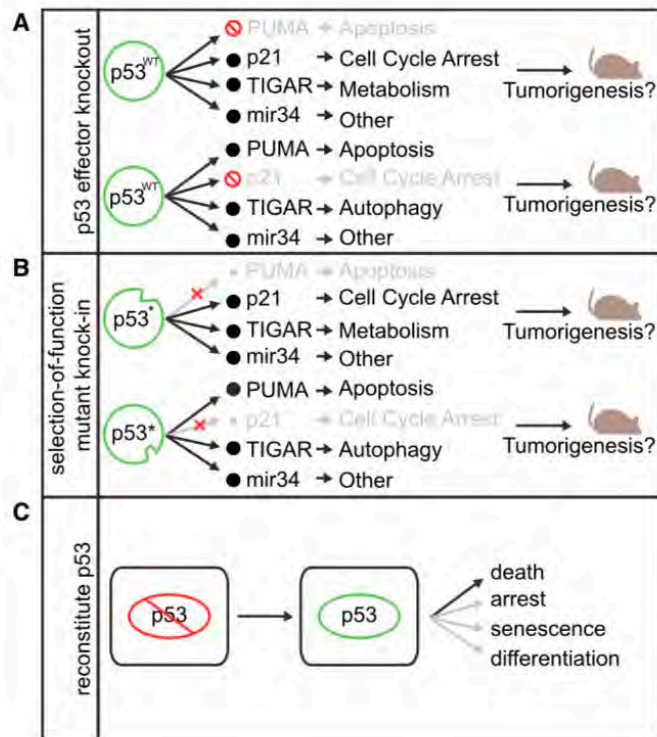 A
p53 effector knockout
p53WT
PUMA Apoptosis
p21 Cell Cycle Arrest
TIGAR Metabolism
mir34 Other
Tumorigenesis?
p53WT
PUMA Apoptosis
p21 Cell Cycle Arrest
TIGAR Autophagy
mir34 Other
Tumorigenesis?
B
selection-of-function
mutant knock-in
p53*
PUMA Apoptosis
p21 Cell Cycle Arrest
TIGAR Metabolism
mir34 Other
Tumorigenesis?
p53*
PUMA Apoptosis
p21 Cell Cycle Arrest
TIGAR Autophagy
mir34 Other
Tumorigenesis?
C
reconstitute p53
p53
p53
death
arrest
senescence
differentiation